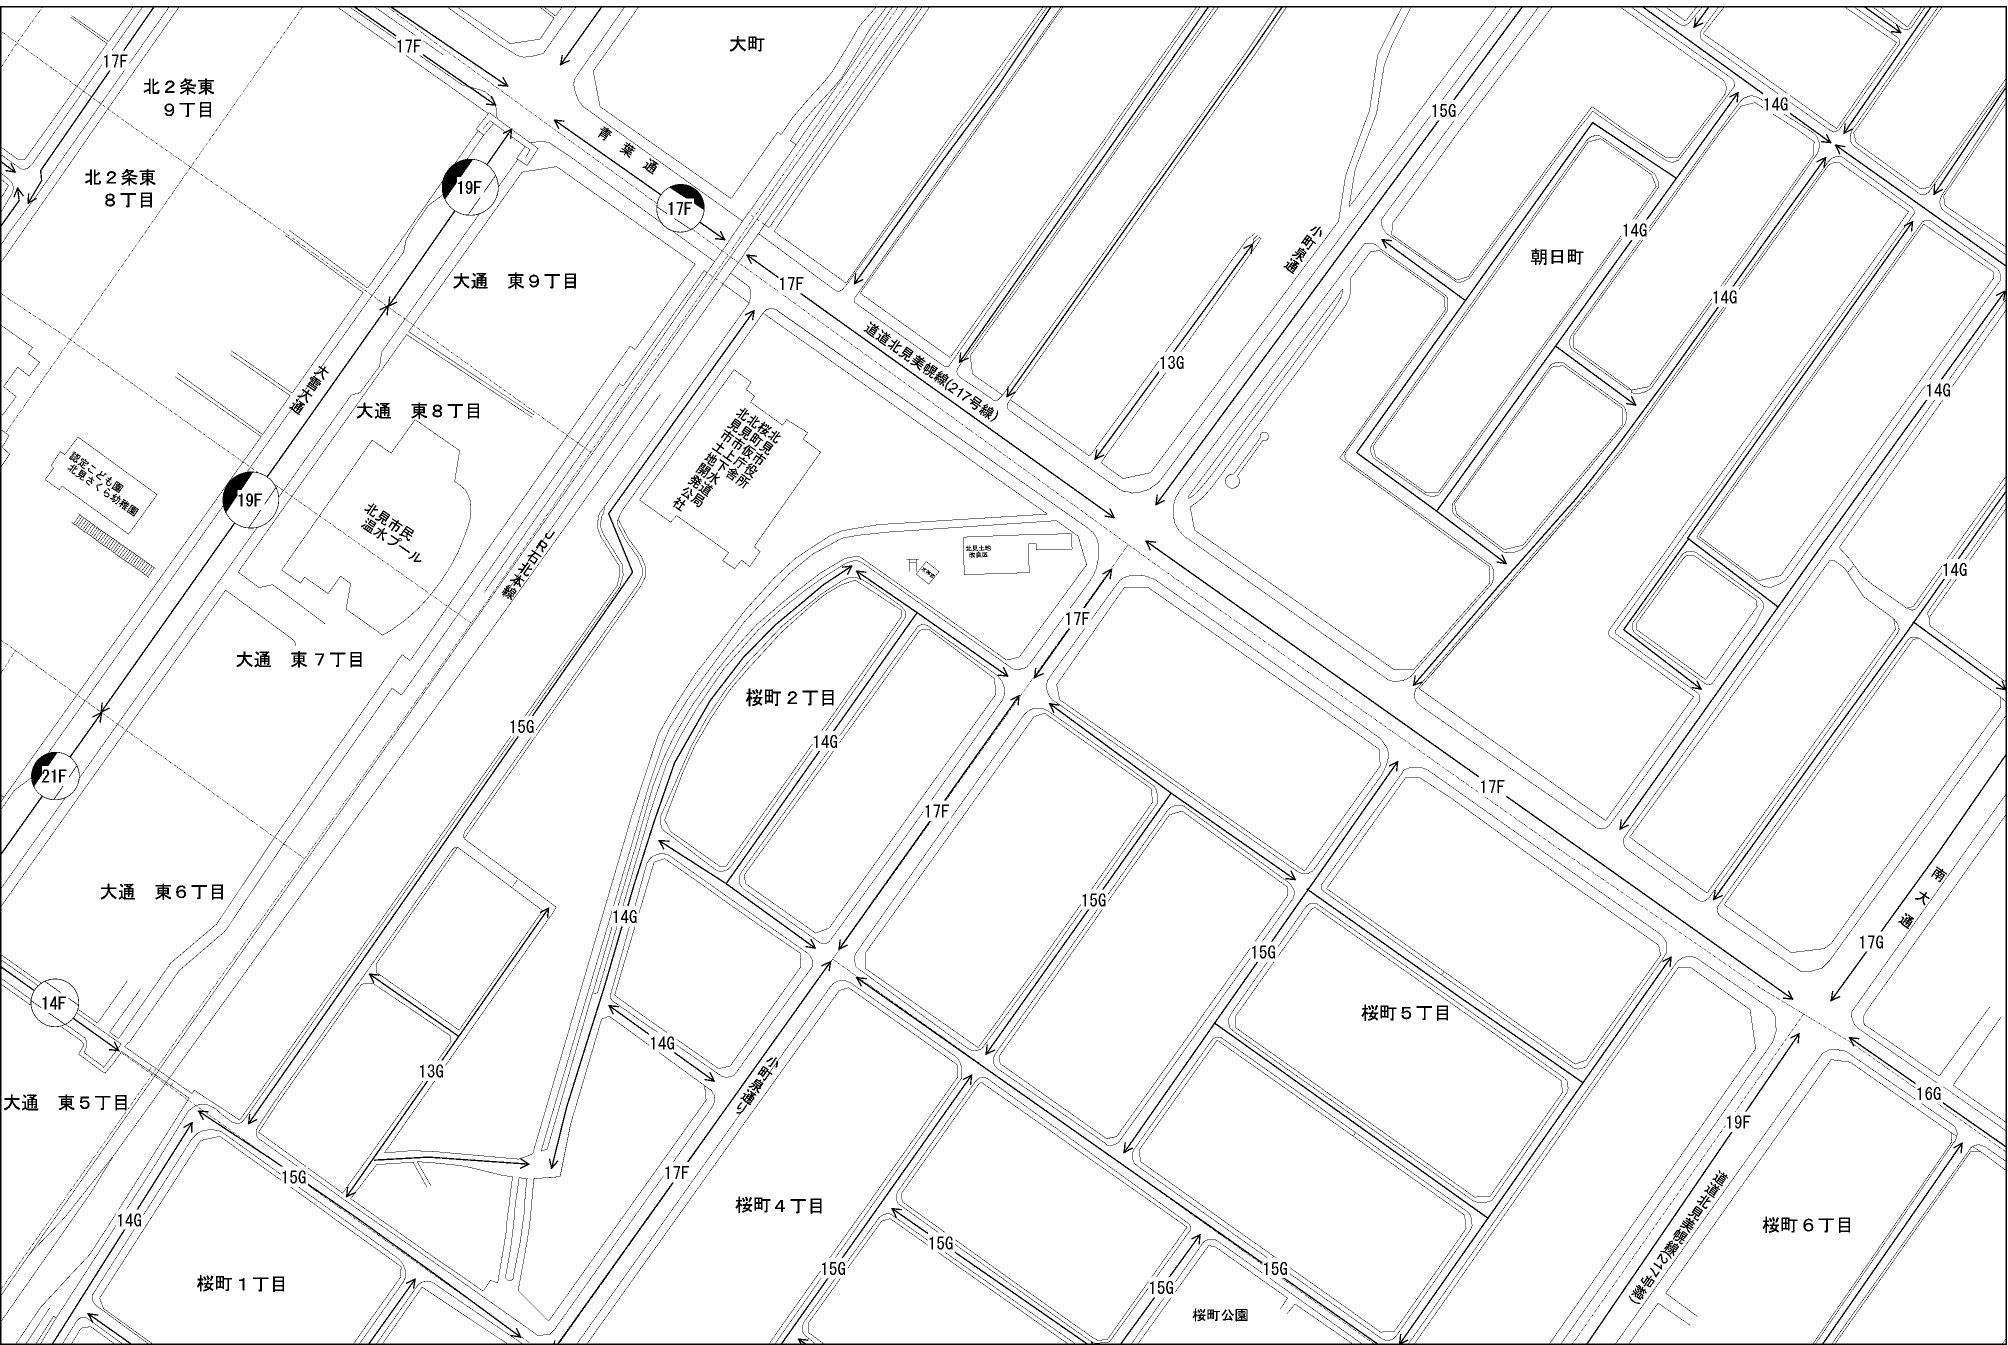 大町
17F
17F
北２条東
９丁目
15G
14G
青葉通
北２条東
８丁目
19F
17F
14G
小町泉通
朝日町
大通　東９丁目
17F
14G
道道北見美幌線(217号線)
13G
大雪大通
大通　東８丁目
14G
北見市役所
桜町仮庁舎
北見市上下水道局
北見市土地開発公社
認定こども園
北見さくら幼稚園
19F
北見市民
温水プール
JR石北本線
北見土地
改良区
14G
17F
大通　東７丁目
桜町２丁目
15G
14G
21F
17F
17F
大通　東６丁目
南大通
15G
14G
17G
15G
14F
桜町５丁目
14G
13G
小町泉通り
大通　東５丁目
16G
19F
17F
15G
桜町４丁目
14G
道道北見美幌線(217号線)
桜町６丁目
15G
15G
15G
桜町１丁目
15G
桜町公園